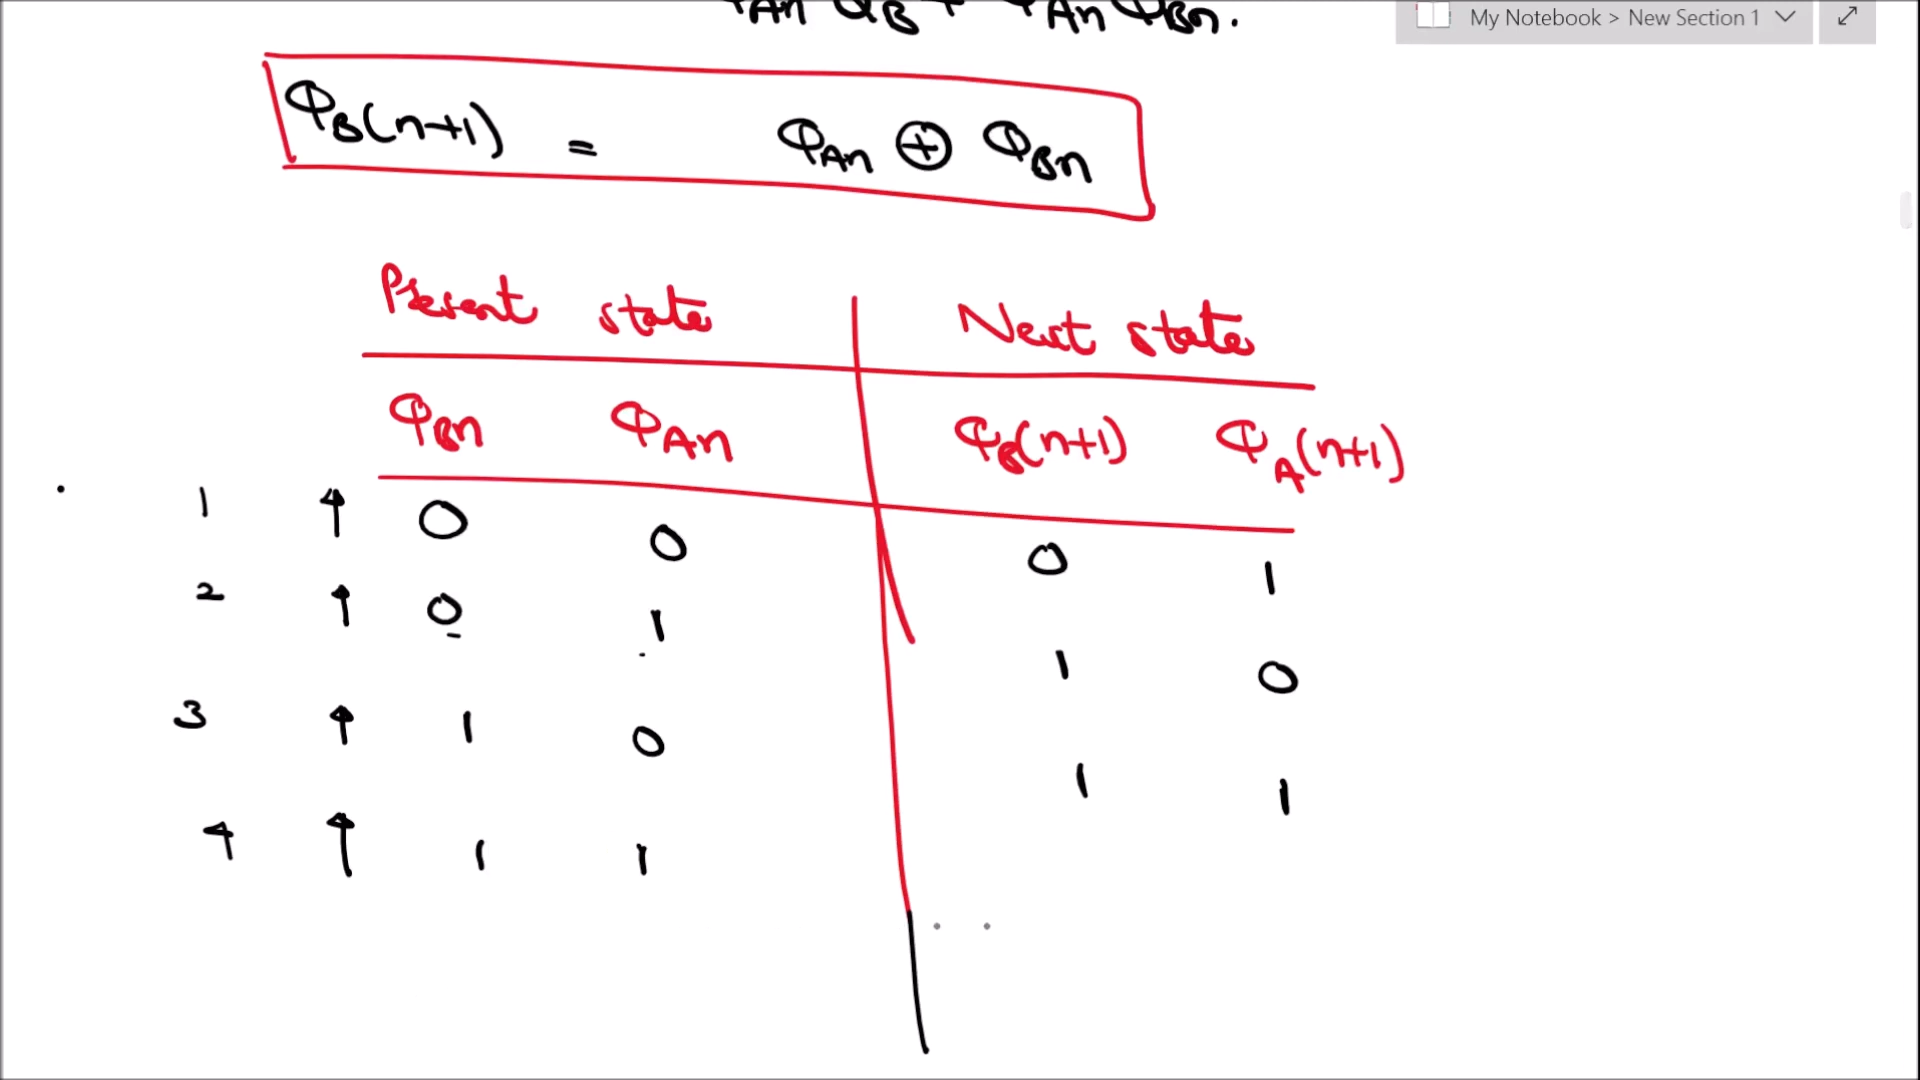 My Notebook > New Section 1
QB(n+1) = QAn ⊕ QBn
Present state Next state
QBn QAn QB(n+1) QA(n+1)
1 ↑ 0 0 0 1
2 ↑ 0 1 1 0
3 ↑ 1 0 1 1
4 ↑ 1 1